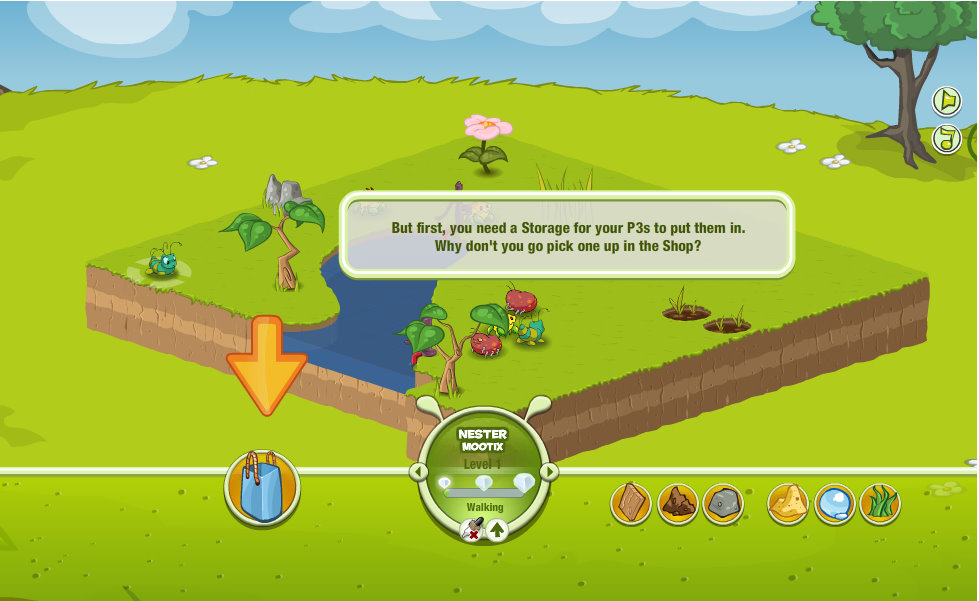 But first, you need a Storage for your P3s to put them in.
Why don't you go pick one up in the Shop?
NESTER
MOOTIX
Level 1
Walking